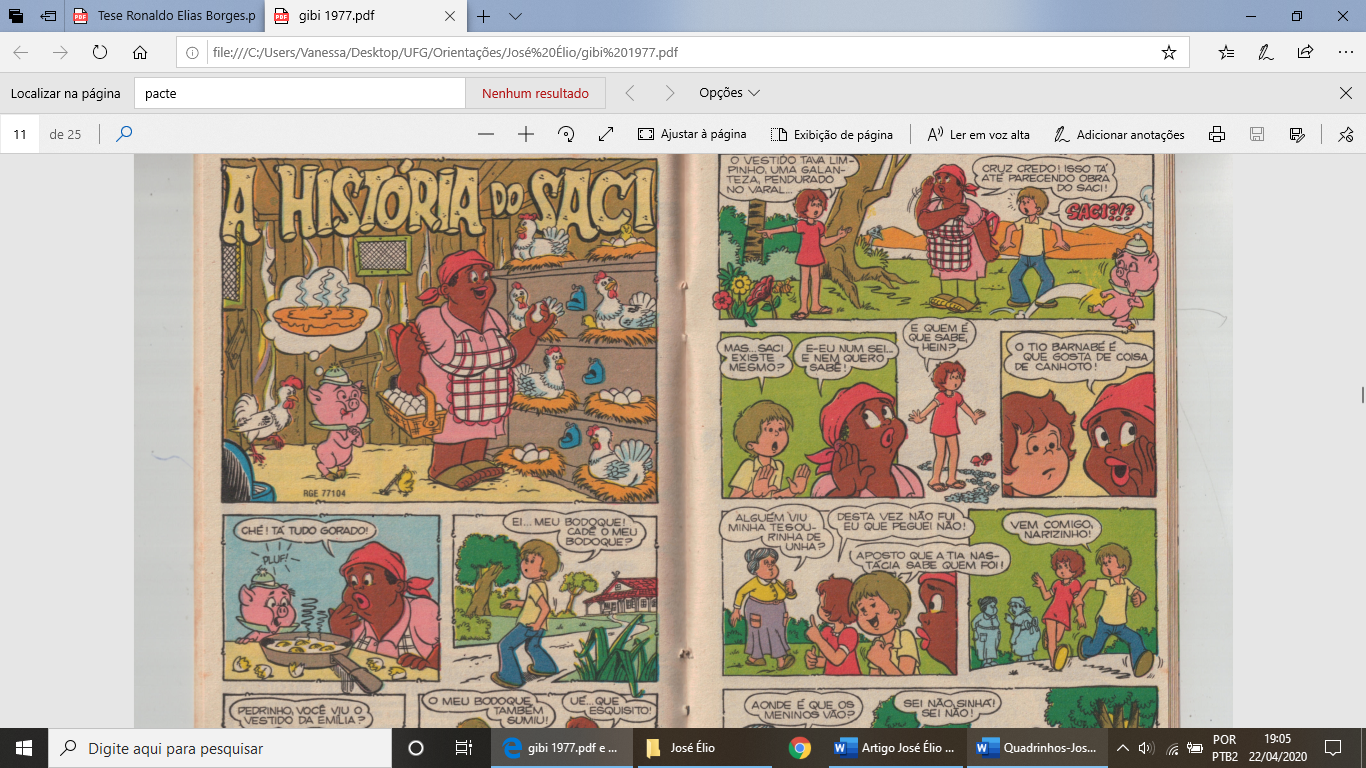 Tese Ronaldo Elias Borges.p
gibi 1977.pdf
file:///C:/Users/Vanessa/Desktop/UFG/Orientações/José%20Élio/gibi%201977.pdf
Localizar na página
pacte
Nenhum resultado
Opções
11
de 25
Ajustar à página
Exibição de página
Ler em voz alta
Adicionar anotações
A HISTÓRIA DO SACI
RGE 77104
CHÉ! TÁ TUDO GORADO!
PLUF!
EI... MEU BODOQUE!
CADÊ O MEU
BODOQUE?
PEDRINHO, VOCÊ VIU O
VESTIDO DA EMÍLIA?
O MEU BODOQUE
TAMBÉM
SUMIU!
UÉ... QUE
ESQUISITO!
O VESTIDO TAVA LIM-
PINHO, UMA GALAN-
TEZA, PENDURADO
NO VARAL...
CRUZ CREDO! ISSO TÁ
ATÉ PARECENDO OBRA
DO SACI!
SACI?!?
MAS... SACI
EXISTE
MESMO?
E-EU NUM SEI...
E NEM QUERO
SABÊ!
E QUEM É
QUE SABE,
HEIN?
O TIO BARNABÉ É
QUE GOSTA DE COISA
DE CANHOTO!
ALGUÉM VIU
MINHA TESOU-
RINHA DE
UNHA?
DESTA VEZ NÃO FUI
EU QUE PEGUEI NÃO!
APOSTO QUE A TIA NAS-
TÁCIA SABE QUEM FOI!
VEM COMIGO,
NARIZINHO!
AONDE É QUE OS
MENINOS VÃO?
SEI NÃO, SINHÁ!
SEI NÃO!
Digite aqui para pesquisar
gibi 1977.pdf e ...
José Élio
Artigo José Élio ...
Quadrinhos-Jos...
POR
PTB2
19:05
22/04/2020